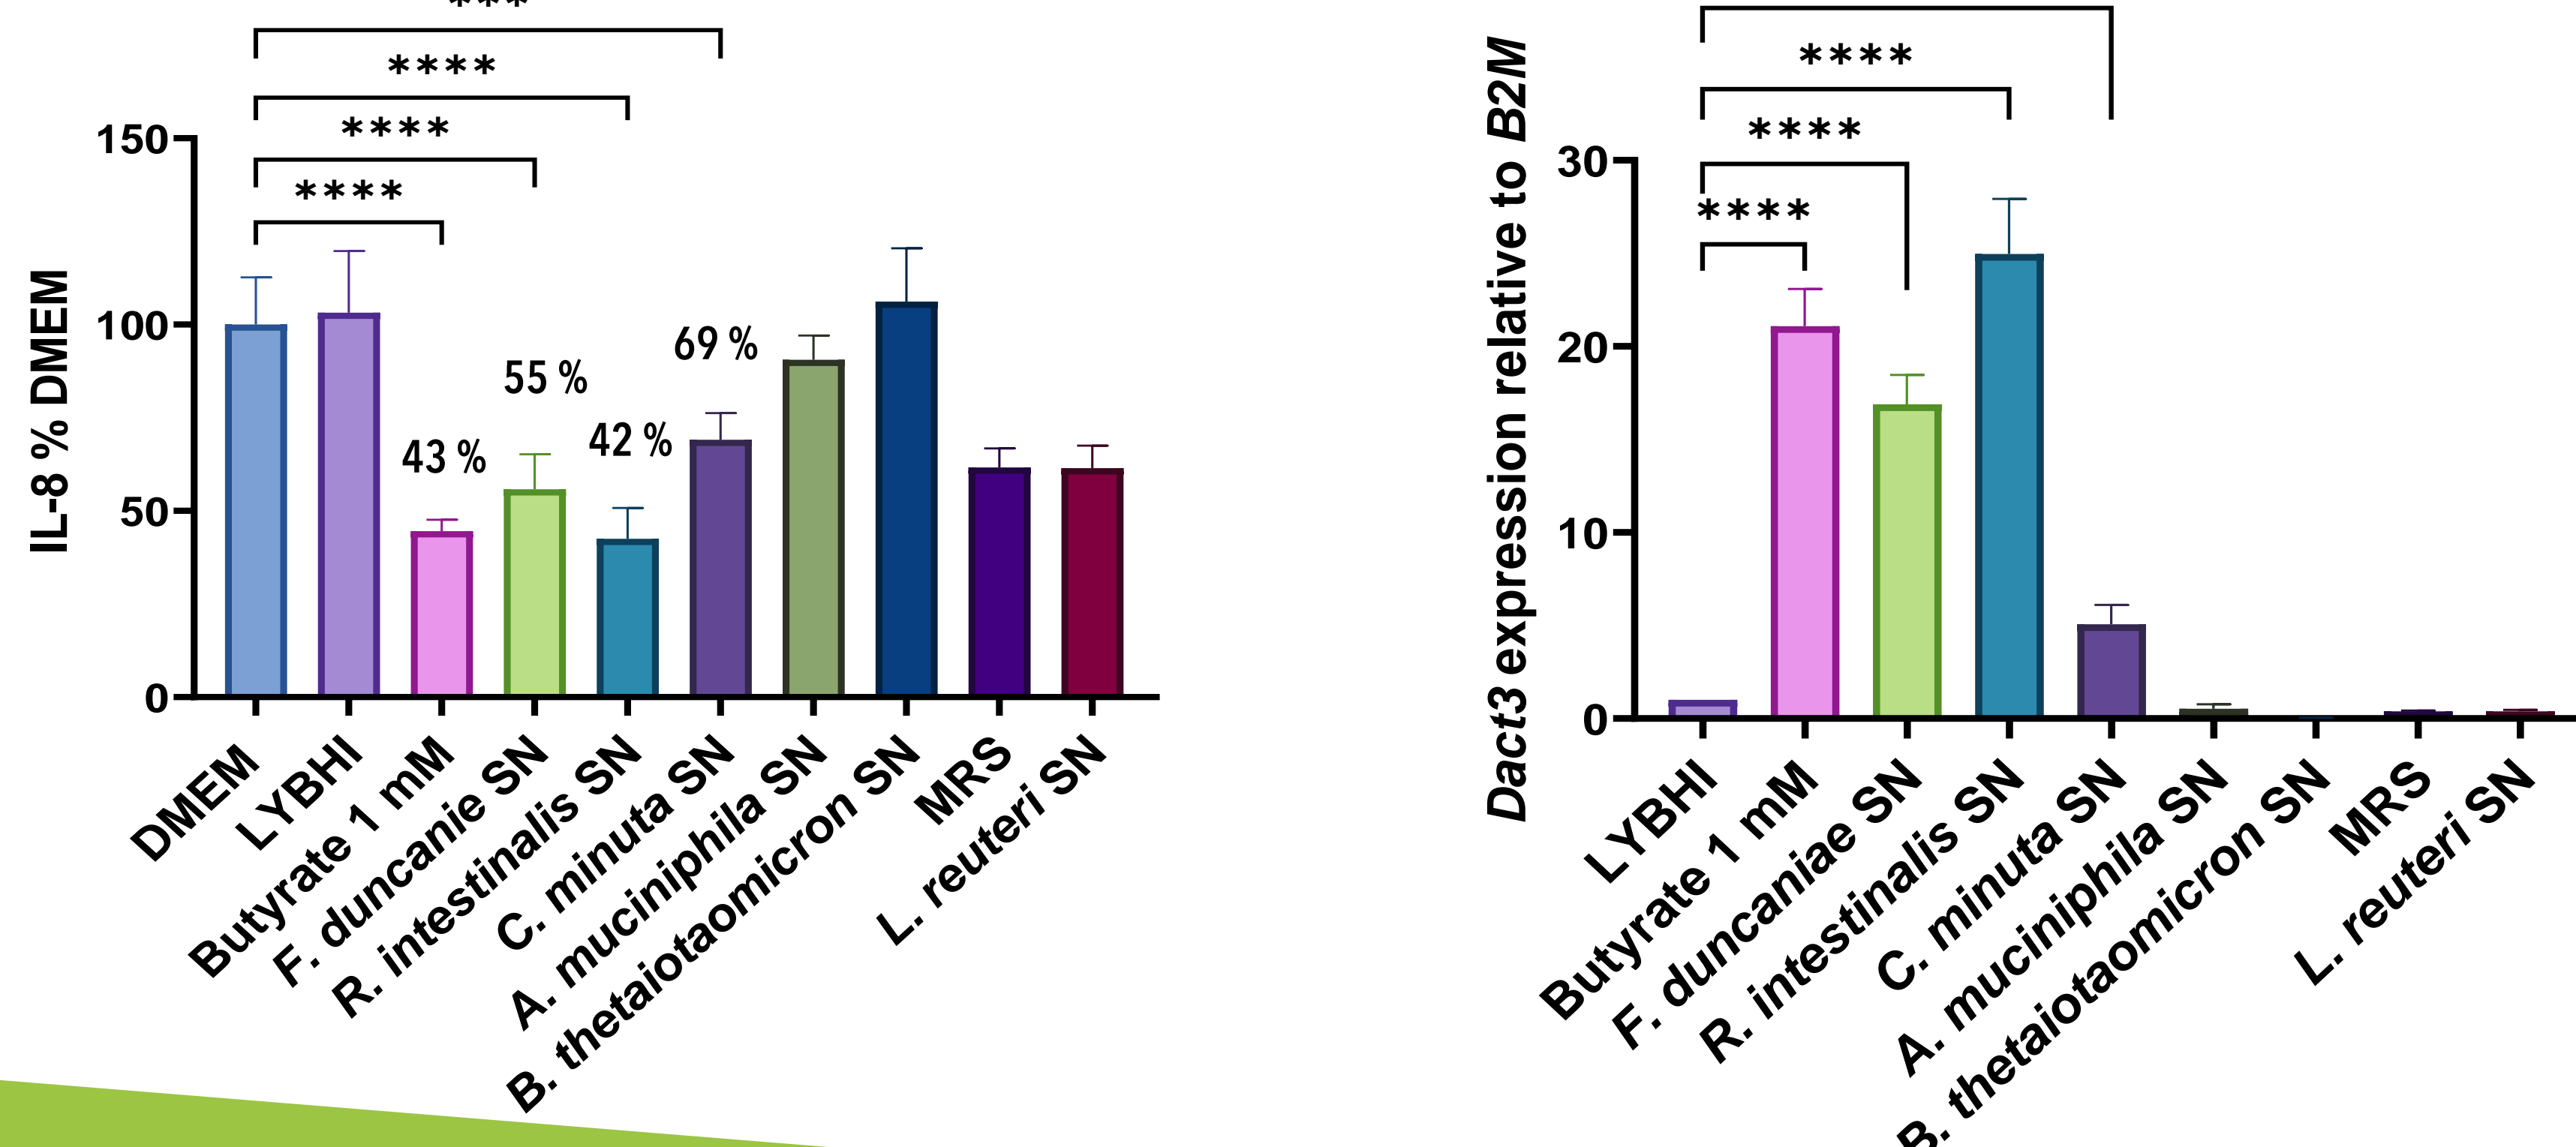 ***
****
****
****
IL-8 % DMEM
150
100
50
0
43 %
55 %
42 %
69 %
DMEM
LYBHI
Butyrate 1 mM
F. duncanie SN
R. intestinalis SN
C. minuta SN
A. muciniphila SN
B. thetaiotaomicron SN
MRS
L. reuteri SN
****
****
****
Dact3 expression relative to B2M
30
20
10
0
LYBHI
Butyrate 1 mM
F. duncaniae SN
R. intestinalis SN
C. minuta SN
A. muciniphila SN
B. thetaiotaomicron SN
MRS
L. reuteri SN